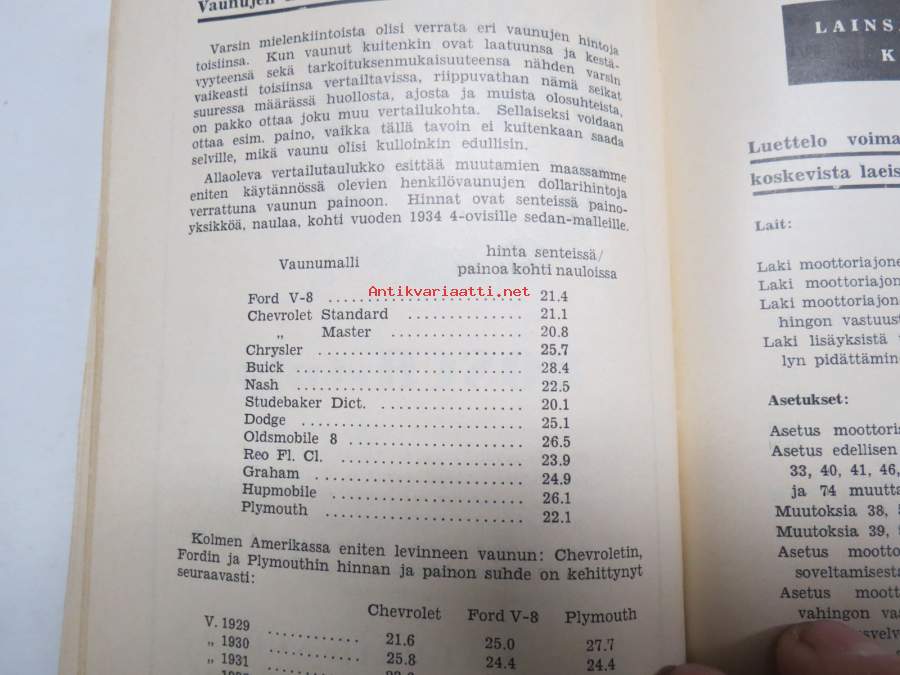 Vaunujen
Varsin mielenkiintoista olisi verrata eri vaunujen hintoja
toisiinsa. Kun vaunut kuitenkin ovat laatuunsa ja kestä-
vyyteensä sekä tarkoituksenmukaisuuteensa nähden varsin
vaikeasti toisiinsa vertailtavissa, riippuvathan nämä seikat
suuressa määrässä huollosta, ajosta ja muista olosuhteista,
on pakko ottaa joku muu vertailukohta. Sellaiseksi voidaan
ottaa esim. paino, vaikka tällä tavoin ei kuitenkaan saada
selville, mikä vaunu olisi kulloinkin edullisin.
Allaoleva vertailutaulukko esittää muutamien maassamme
eniten käytännössä olevien henkilövaunujen dollarihintoja
verrattuna vaunun painoon. Hinnat ovat senteissä paino-
yksikköä, naulaa, kohti vuoden 1934 4-ovisille sedan-malleille.
Vaunumalli hinta senteissä/
painoa kohti nauloissa
Antikvariaatti.net
Ford V-8 .................... 21.4
Chevrolet Standard .............. 21.1
„ Master .............. 20.8
Chrysler .................... 25.7
Buick .................... 28.4
Nash .................... 22.5
Studebaker Dict. .............. 20.1
Dodge .................... 25.1
Oldsmobile 8 .................... 26.5
Reo Fl. Cl. .................... 23.9
Graham .................... 24.9
Hupmobile .................... 26.1
Plymouth .................... 22.1
Kolmen Amerikassa eniten levinneen vaunun: Chevroletin,
Fordin ja Plymouthin hinnan ja painon suhde on kehittynyt
seuraavasti:
Chevrolet Ford V-8 Plymouth
V. 1929 ............ 21.6 25.0 27.7
„ 1930 ............ 25.8 24.4 24.4
„ 1931
LAINS
K
Luettelo voima
koskevista laeis
Lait:
Laki moottoriajone
Laki moottoriajon
Laki moottoriajon
hingon vastuust
Laki lisäyksistä
lyn pidättämin
Asetukset:
Asetus moottoris
Asetus edellisen
33, 40, 41, 46,
ja 74 muutta
Muutoksia 38,
Muutoksia 39,
Asetus mootto
soveltamisesta
Asetus moott
vahingon vas